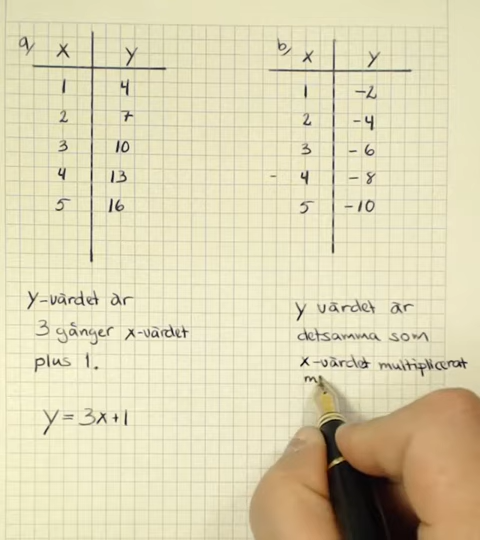 a) x y
1 4
2 7
3 10
4 13
5 16
y-värdet är
3 gånger x-värdet
plus 1.
y = 3x+1
b) x y
1 -2
2 -4
3 -6
- 4 -8
5 -10
y värdet är
detsamma som
x-värdet multiplicerat